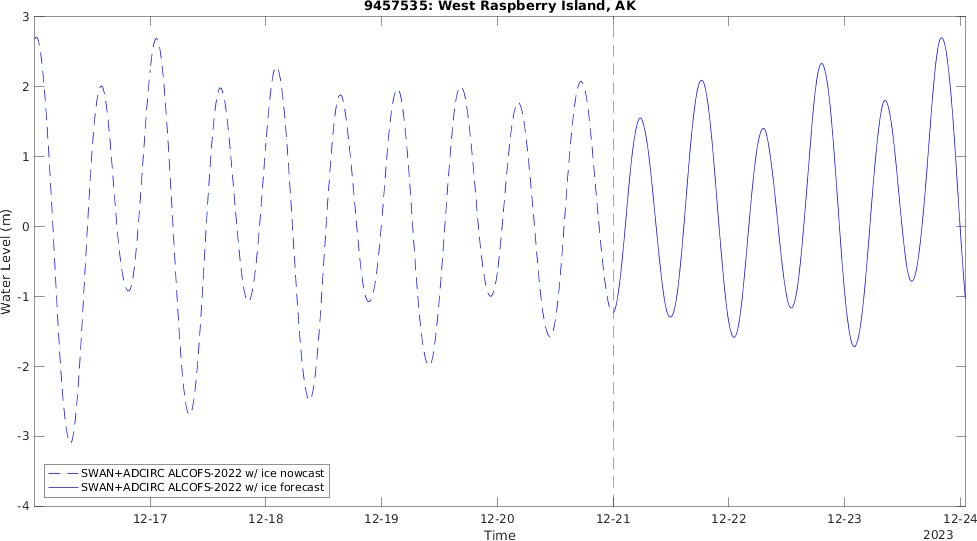 9457535: West Raspberry Island, AK
3
2
1
0
-1
-2
-3
-4
Water Level (m)
SWAN+ADCIRC ALCOFS-2022 w/ ice nowcast
SWAN+ADCIRC ALCOFS-2022 w/ ice forecast
12-17 12-18 12-19 12-20 12-21 12-22 12-23 12-24
Time
2023